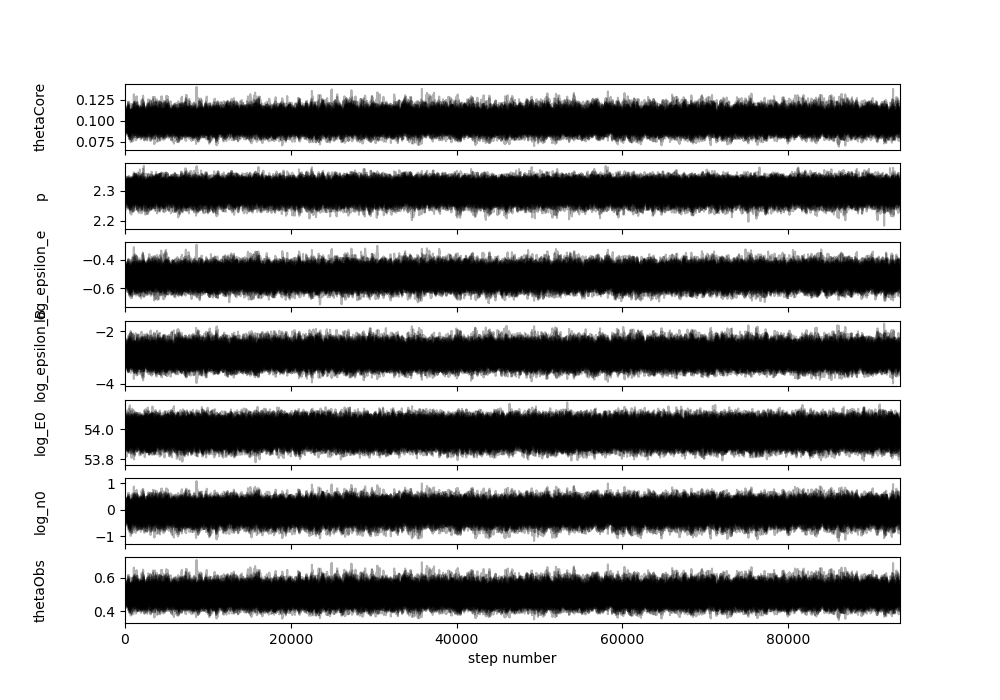 thetaCore
0.125
0.100
0.075
p
2.3
2.2
log_epsilon_e
−0.4
−0.6
log_epsilon_B
−2
−4
log_E0
54.0
53.8
log_n0
1
0
−1
thetaObs
0.6
0.4
0
20000
40000
60000
80000
step number